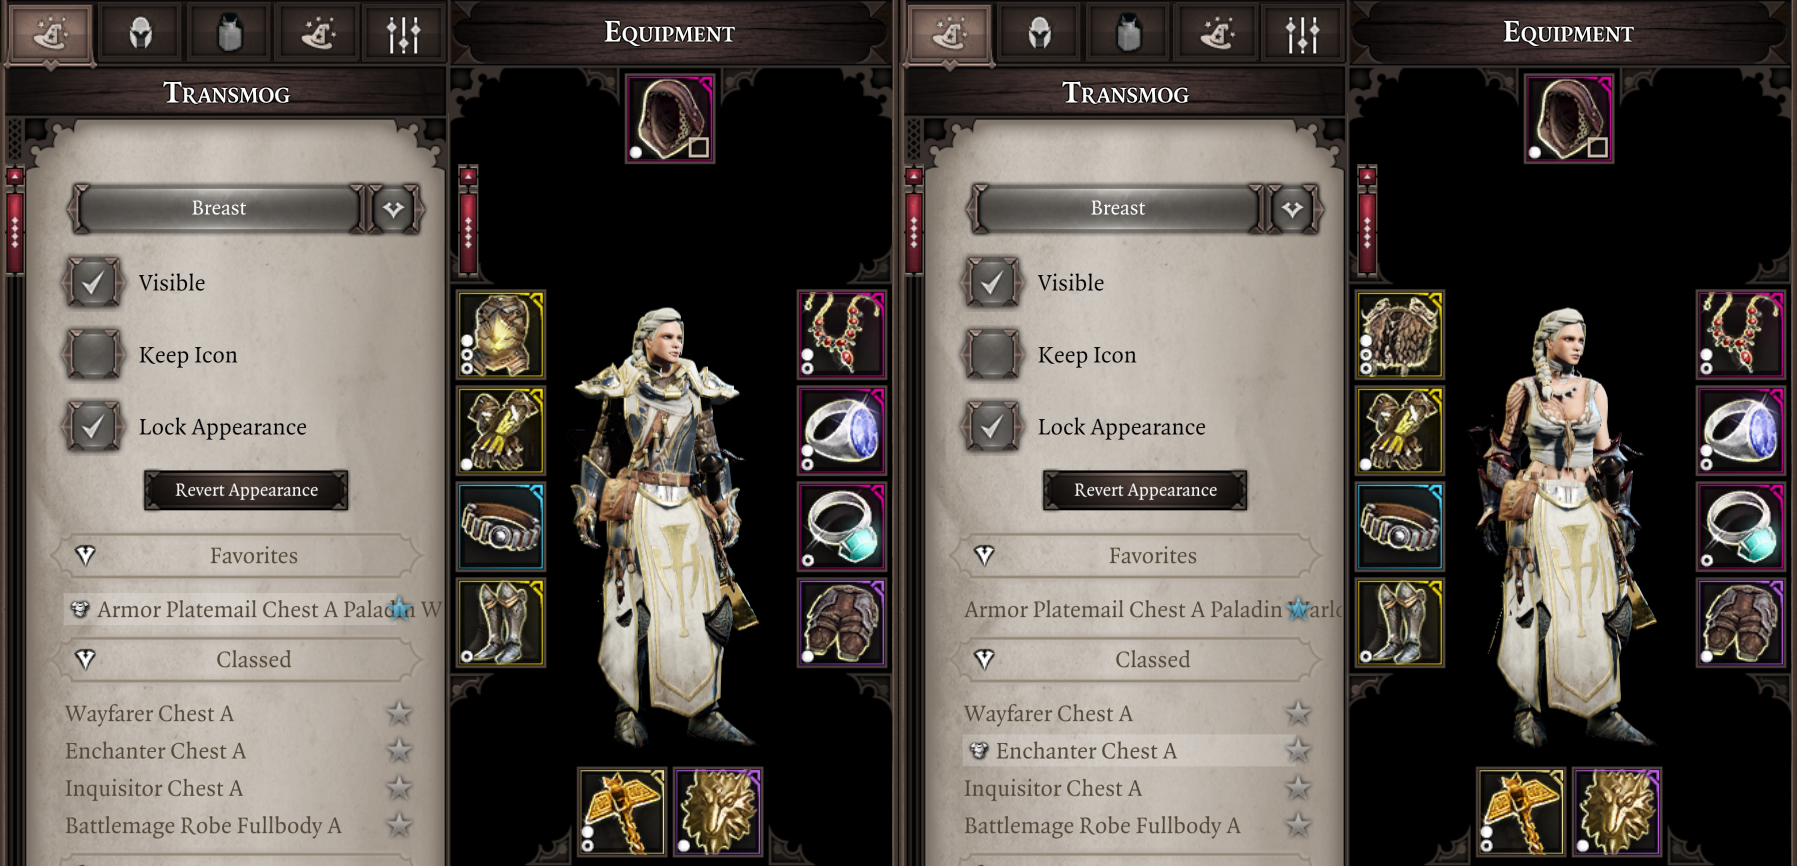 Equipment
Transmog
Breast
Visible
Keep Icon
Lock Appearance
Revert Appearance
Favorites
Armor Platemail Chest A Paladin W
Classed
Wayfarer Chest A
Enchanter Chest A
Inquisitor Chest A
Battlemage Robe Fullbody A
Equipment
Transmog
Breast
Visible
Keep Icon
Lock Appearance
Revert Appearance
Favorites
Armor Platemail Chest A Paladin Warlo
Classed
Wayfarer Chest A
Enchanter Chest A
Inquisitor Chest A
Battlemage Robe Fullbody A